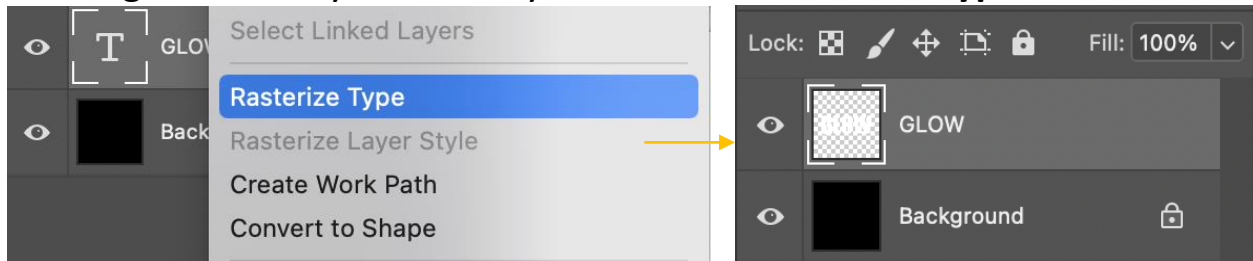 T
GLOW
Select Linked Layers
Rasterize Type
Back
Rasterize Layer Style
Create Work Path
Convert to Shape
Lock:
Fill: 100%
GLOW
Background